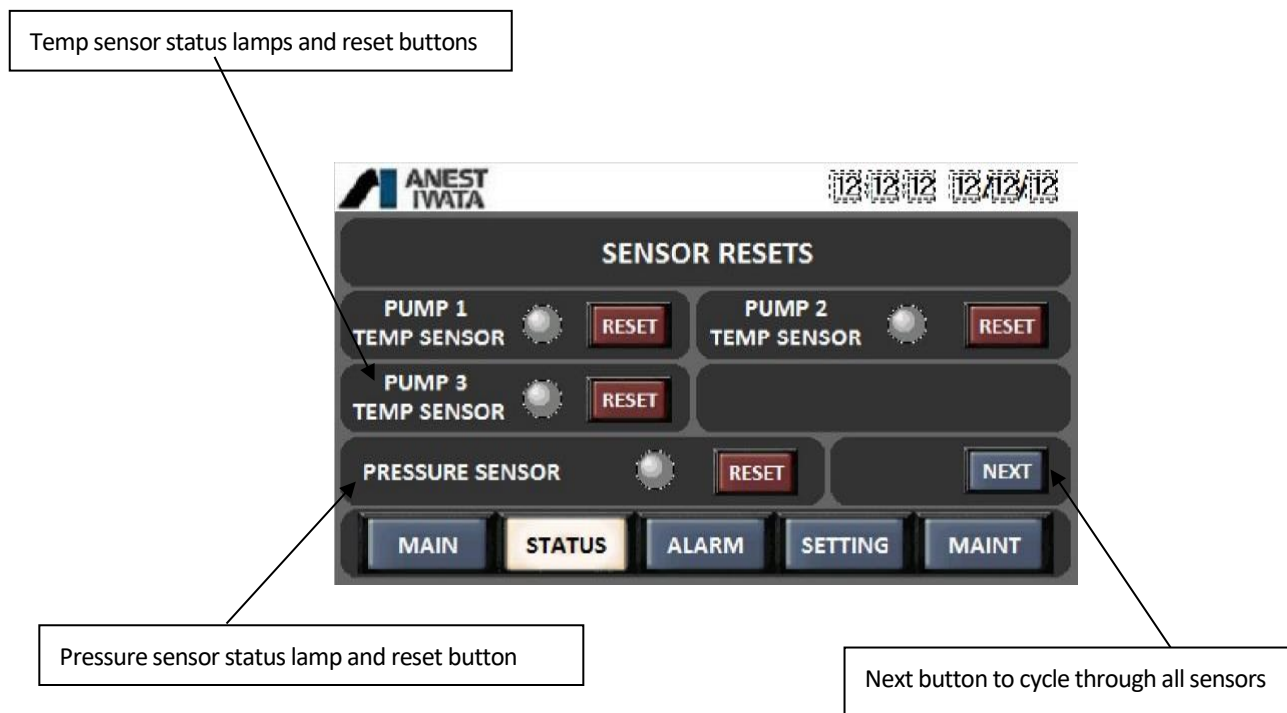 Temp sensor status lamps and reset buttons
ANEST
IWATA
12:12:12 12/12/12
SENSOR RESETS
PUMP 1
TEMP SENSOR
RESET
PUMP 2
TEMP SENSOR
RESET
PUMP 3
TEMP SENSOR
RESET
PRESSURE SENSOR
RESET
NEXT
MAIN STATUS ALARM SETTING MAINT
Pressure sensor status lamp and reset button
Next button to cycle through all sensors